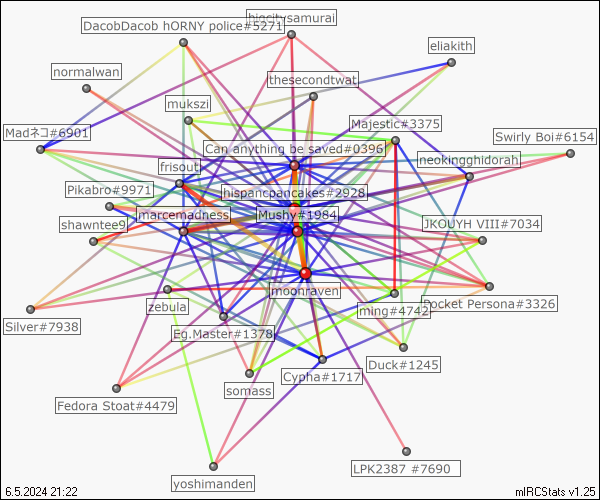 DacobDacob hORNY police#5271
bigcitysamurai
eliakith
normalwan
thesecondtwat
mukszi
Majestic#3375
Madネコ#6901
Swirly Boi#6154
Can anything be saved#0396
neokingghidorah
frisout
Pikabro#9971
hispancpancakes#2928
marcemadness
Mushy#1984
shawntee9
JKOUYH VIII#7034
moonraven
zebula
ming#4742
Pocket Persona#3326
Silver#7938
Eg.Master#1378
Duck#1245
Cypha#1717
somass
Fedora Stoat#4479
LPK2387 ~#7690
yoshimanden
6.5.2024 21:22
mIRCStats v1.25